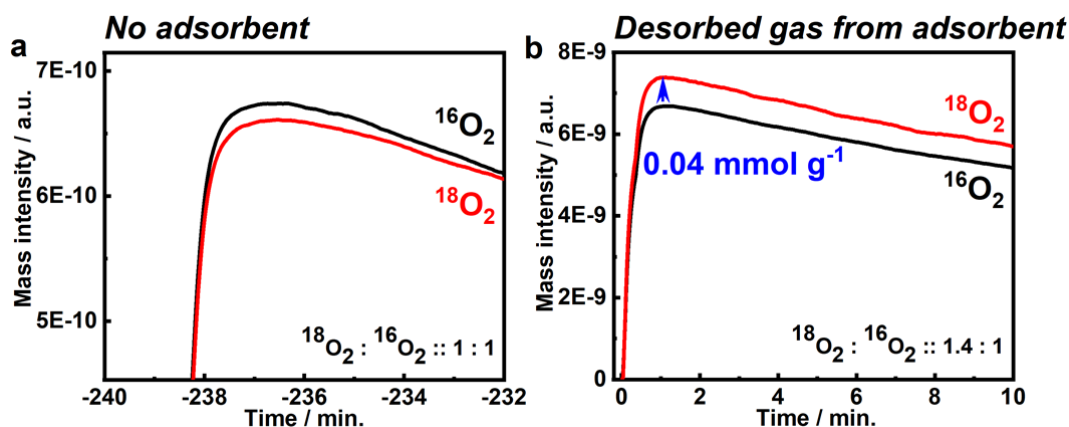 No adsorbent
a
Mass intensity / a.u.
7E-10
6E-10
5E-10
¹⁶O₂
¹⁸O₂
¹⁸O₂ : ¹⁶O₂ :: 1 : 1
-240 -238 -236 -234 -232
Time / min.
Desorbed gas from adsorbent
b
Mass intensity / a.u.
8E-9
6E-9
4E-9
2E-9
0
¹⁸O₂
0.04 mmol g⁻¹
¹⁶O₂
¹⁸O₂ : ¹⁶O₂ :: 1.4 : 1
0 2 4 6 8 10
Time / min.